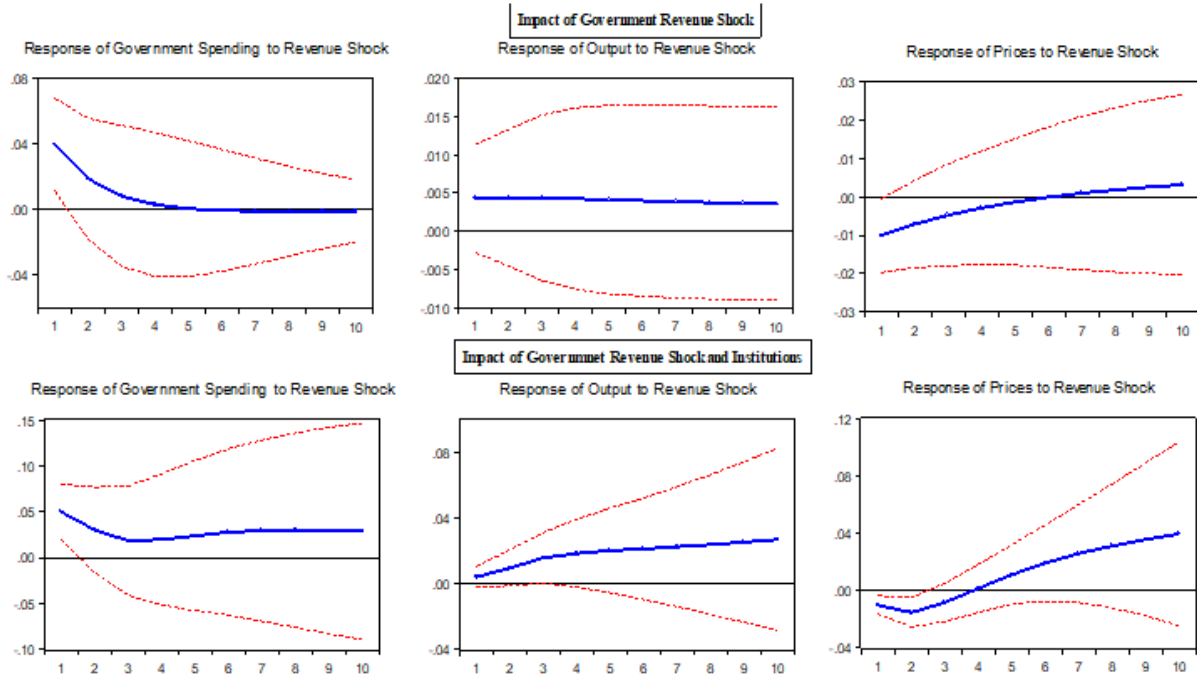 Impact of Government Revenue Shock
Response of Government Spending to Revenue Shock
Response of Output to Revenue Shock
Response of Prices to Revenue Shock
.08
.04
.00
-.04
1 2 3 4 5 6 7 8 9 10
.020
.015
.010
.005
.000
-.005
-.010
1 2 3 4 5 6 7 8 9 10
.03
.02
.01
.00
-.01
-.02
-.03
1 2 3 4 5 6 7 8 9 10
Impact of Governmnet Revenue Shock and Institutions
Response of Government Spending to Revenue Shock
Response of Output to Revenue Shock
Response of Prices to Revenue Shock
.15
.10
.05
.00
-.05
-.10
1 2 3 4 5 6 7 8 9 10
.08
.04
.00
-.04
1 2 3 4 5 6 7 8 9 10
.12
.08
.04
.00
-.04
1 2 3 4 5 6 7 8 9 10